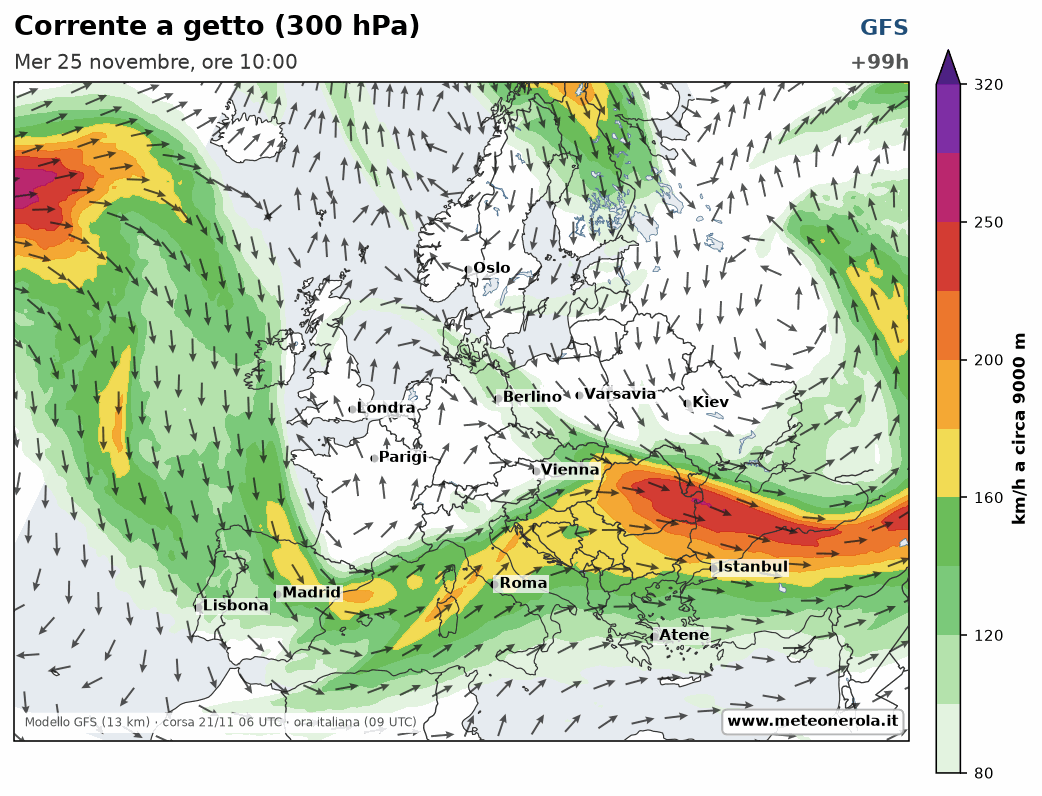 Corrente a getto (300 hPa)
GFS
Mer 25 novembre, ore 10:00
+99h
320
250
200
160
120
80
km/h a circa 9000 m
Oslo
Berlino
Varsavia
Kiev
Londra
Parigi
Vienna
Istanbul
Roma
Madrid
Lisbona
Atene
Modello GFS (13 km) · corsa 21/11 06 UTC · ora italiana (09 UTC)
www.meteonerola.it